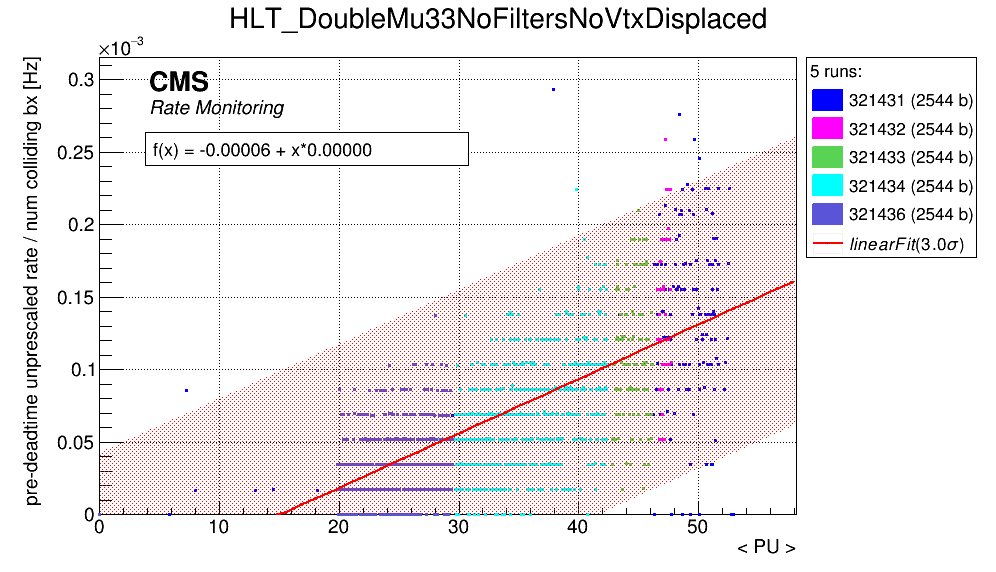 HLT_DoubleMu33NoFiltersNoVtxDisplaced
×10⁻³
pre-deadtime unprescaled rate / num colliding bx [Hz]
0.3
0.25
0.2
0.15
0.1
0.05
0
CMS
Rate Monitoring
f(x) = -0.00006 + x*0.00000
0 10 20 30 40 50
< PU >
5 runs:
321431 (2544 b)
321432 (2544 b)
321433 (2544 b)
321434 (2544 b)
321436 (2544 b)
linearFit(3.0σ)